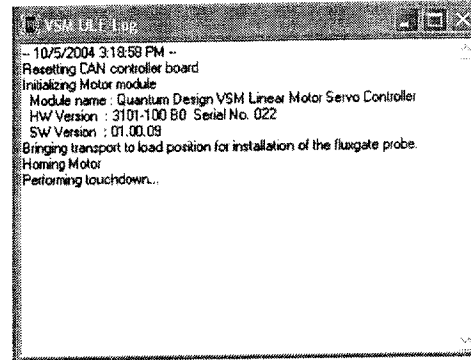 VSM ULF Log
-- 10/5/2004 3:18:58 PM --
Resetting CAN controller board
Initializing Motor module
Module name : Quantum Design VSM Linear Motor Servo Controller
HW Version : 3101-100 B0 Serial No. 022
SW Version : 01.00.09
Bringing transport to load position for installation of the fluxgate probe.
Homing Motor
Performing touchdown...